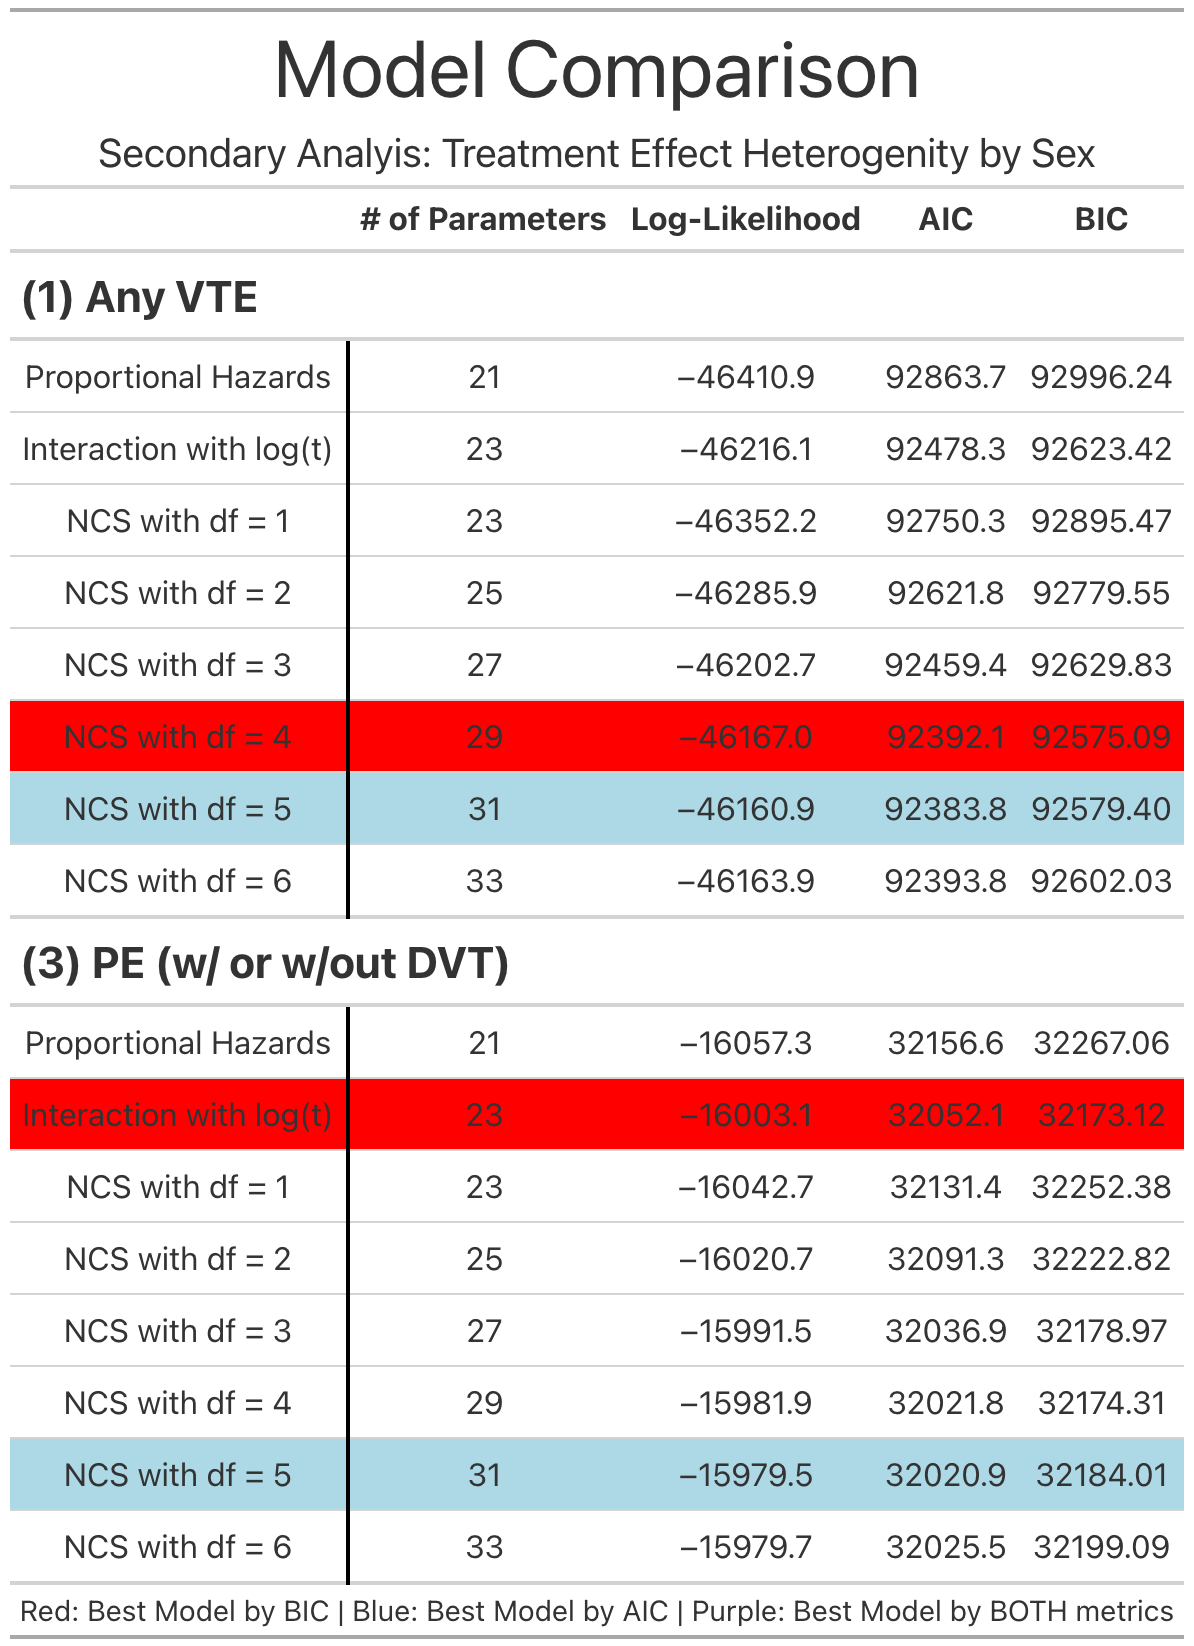 Model Comparison
Secondary Analyis: Treatment Effect Heterogenity by Sex
# of Parameters Log-Likelihood AIC BIC
(1) Any VTE
Proportional Hazards 21 −46410.9 92863.7 92996.24
Interaction with log(t) 23 −46216.1 92478.3 92623.42
NCS with df = 1 23 −46352.2 92750.3 92895.47
NCS with df = 2 25 −46285.9 92621.8 92779.55
NCS with df = 3 27 −46202.7 92459.4 92629.83
NCS with df = 4 29 −46167.0 92392.1 92575.09
NCS with df = 5 31 −46160.9 92383.8 92579.40
NCS with df = 6 33 −46163.9 92393.8 92602.03
(3) PE (w/ or w/out DVT)
Proportional Hazards 21 −16057.3 32156.6 32267.06
Interaction with log(t) 23 −16003.1 32052.1 32173.12
NCS with df = 1 23 −16042.7 32131.4 32252.38
NCS with df = 2 25 −16020.7 32091.3 32222.82
NCS with df = 3 27 −15991.5 32036.9 32178.97
NCS with df = 4 29 −15981.9 32021.8 32174.31
NCS with df = 5 31 −15979.5 32020.9 32184.01
NCS with df = 6 33 −15979.7 32025.5 32199.09
Red: Best Model by BIC | Blue: Best Model by AIC | Purple: Best Model by BOTH metrics